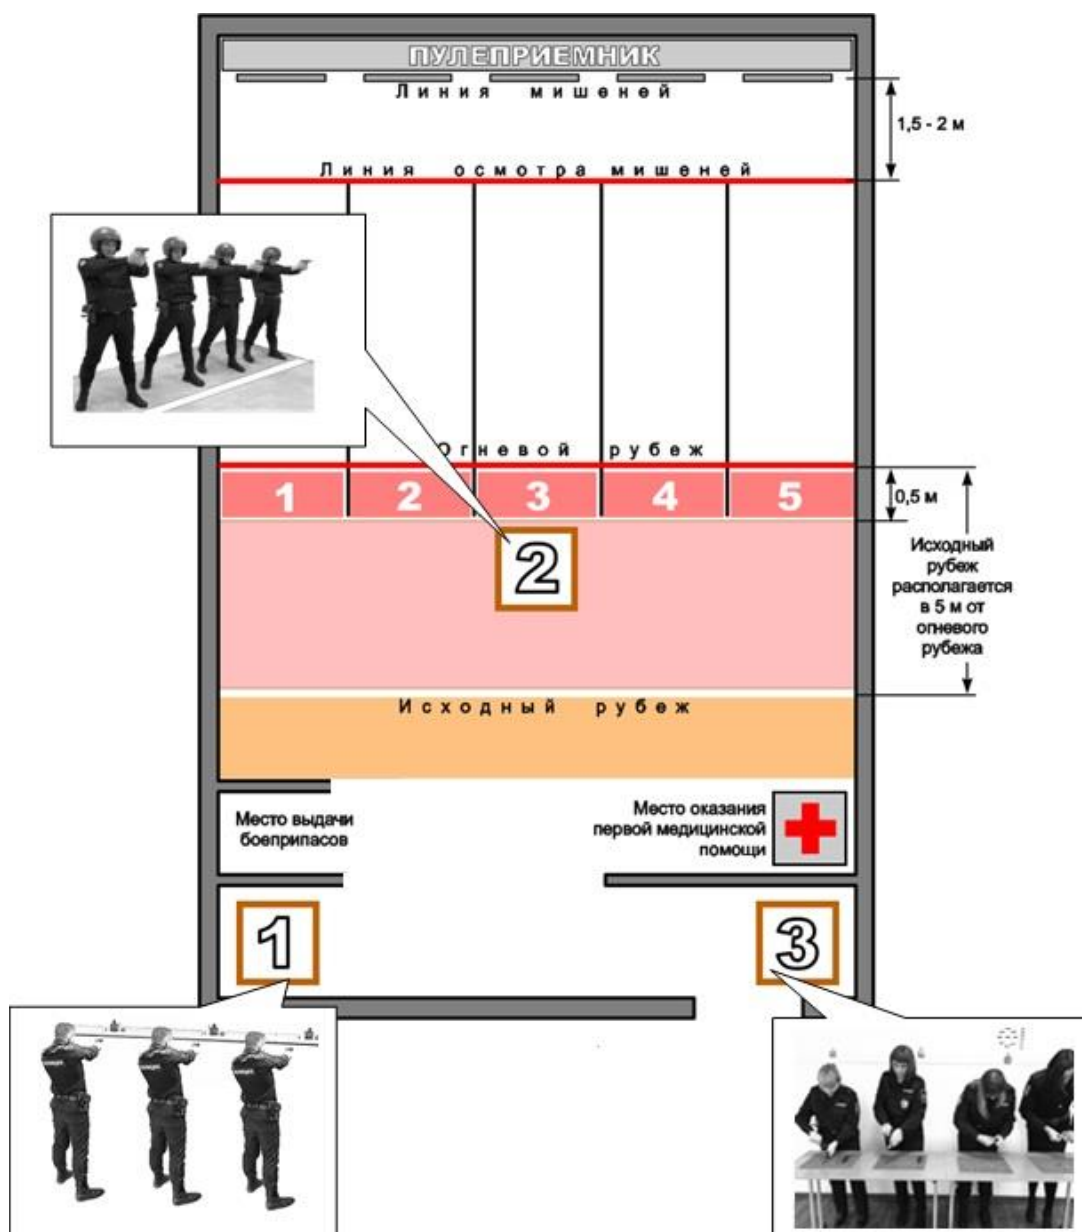 ПУЛЕПРИЕМНИК
Линия мишеней
1,5 - 2 м
Линия осмотра мишеней
Огневой рубеж
1 2 3 4 5
0,5 м
2
Исходный
рубеж
располагается
в 5 м от
огневого
рубежа
Исходный рубеж
Место выдачи
боеприпасов
Место оказания
первой медицинской
помощи
1
3